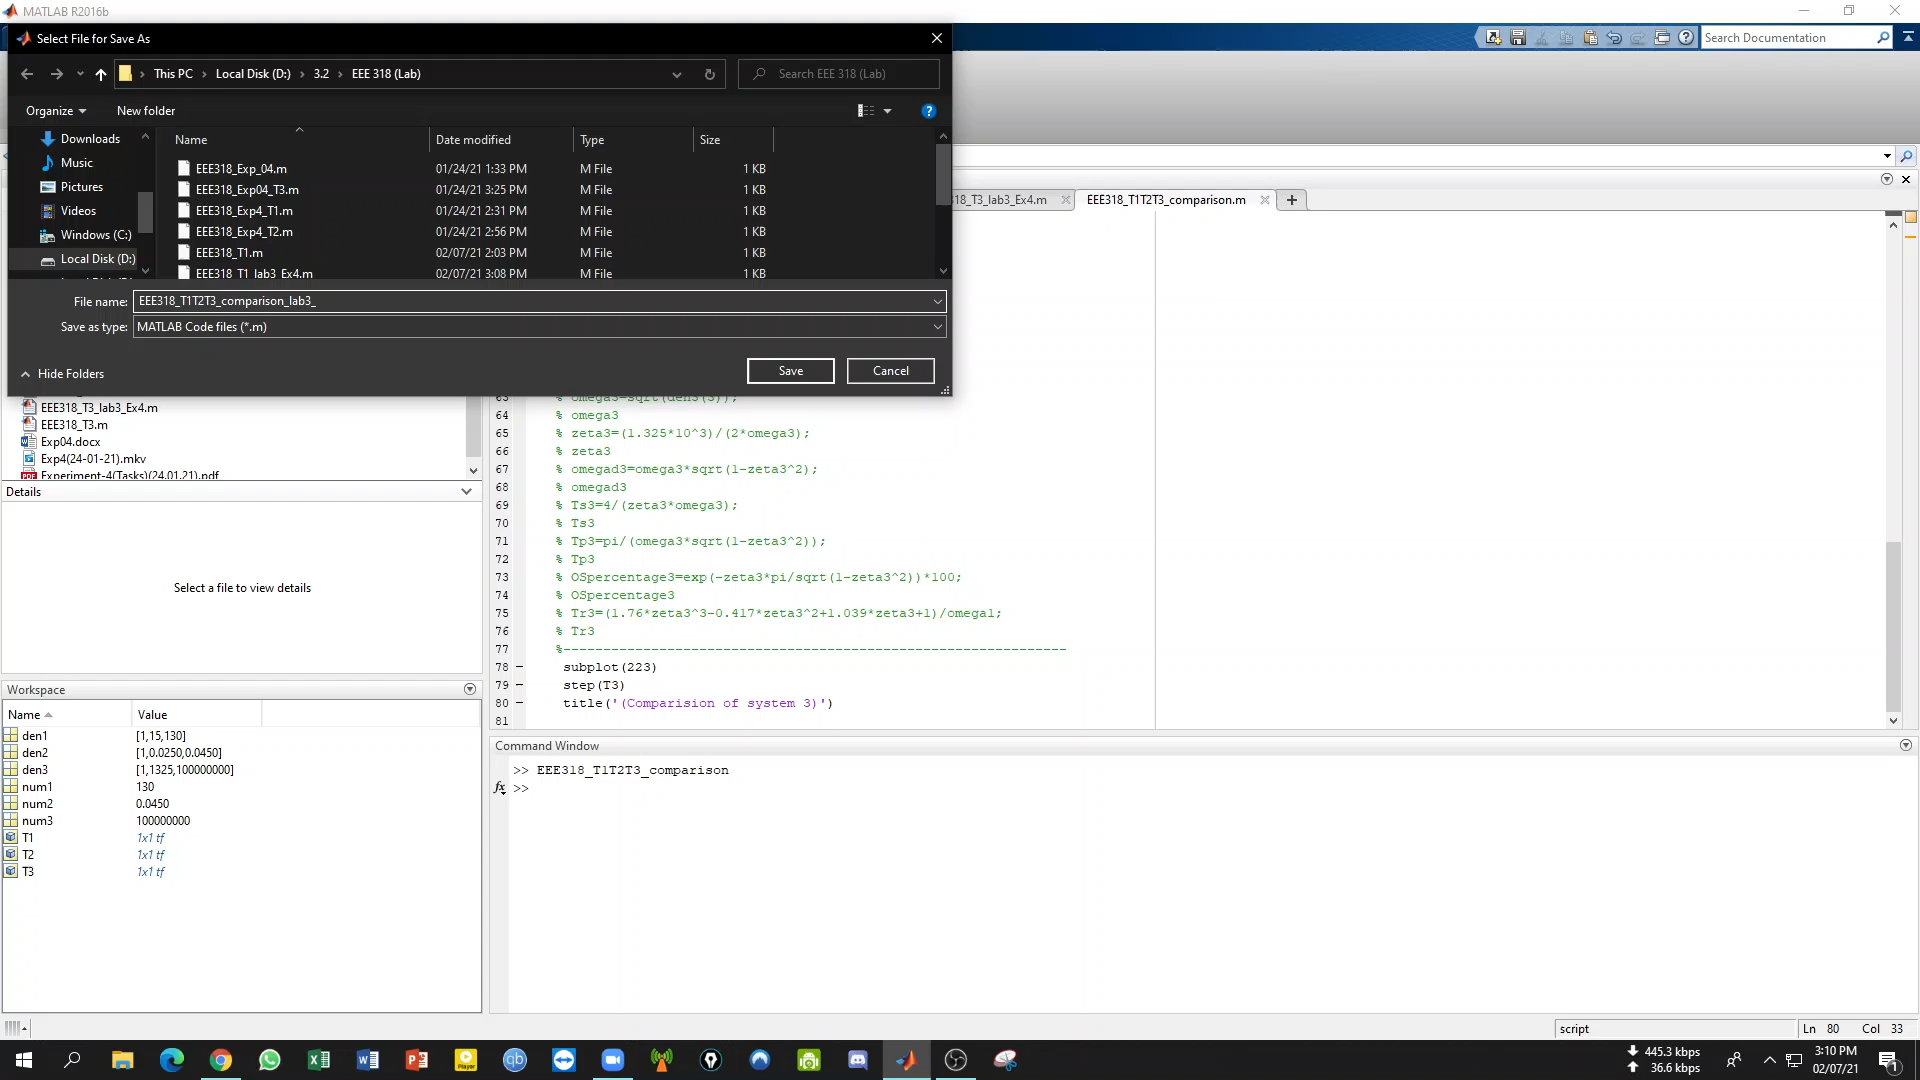 MATLAB R2016b
Select File for Save As
Search Documentation
This PC
Local Disk (D:)
3.2
EEE 318 (Lab)
Search EEE 318 (Lab)
Organize
New folder
Downloads
Music
Pictures
Videos
Windows (C:)
Local Disk (D:)
Name Date modified Type Size
EEE318_Exp_04.m 01/24/21 1:33 PM M File 1 KB
EEE318_Exp04_T3.m 01/24/21 3:25 PM M File 1 KB
EEE318_Exp4_T1.m 01/24/21 2:31 PM M File 1 KB
EEE318_Exp4_T2.m 01/24/21 2:56 PM M File 1 KB
EEE318_T1.m 02/07/21 2:03 PM M File 1 KB
EEE318_T1_lab3_Ex4.m 02/07/21 3:08 PM M File 1 KB
File name: EEE318_T1T2T3_comparison_lab3_
Save as type: MATLAB Code files (*.m)
Hide Folders
Save
Cancel
18_T3_lab3_Ex4.m
EEE318_T1T2T3_comparison.m
EEE318_T3_lab3_Ex4.m
EEE318_T3.m
Exp04.docx
Exp4(24-01-21).mkv
Experiment-4(Tasks)(24.01.21).pdf
Details
Select a file to view details
Workspace
Name Value
den1 [1,15,130]
den2 [1,0.0250,0.0450]
den3 [1,1325,100000000]
num1 130
num2 0.0450
num3 100000000
T1 1x1 tf
T2 1x1 tf
T3 1x1 tf
63 % omega3=sqrt(den3(3));
64 % omega3
65 % zeta3=(1.325*10^3)/(2*omega3);
66 % zeta3
67 % omegad3=omega3*sqrt(1-zeta3^2);
68 % omegad3
69 % Ts3=4/(zeta3*omega3);
70 % Ts3
71 % Tp3=pi/(omega3*sqrt(1-zeta3^2));
72 % Tp3
73 % OSpercentage3=exp(-zeta3*pi/sqrt(1-zeta3^2))*100;
74 % OSpercentage3
75 % Tr3=(1.76*zeta3^3-0.417*zeta3^2+1.039*zeta3+1)/omega1;
76 % Tr3
77 %---------------------------------------------------------------
78 – subplot(223)
79 – step(T3)
80 – title('(Comparision of system 3)')
81
Command Window
>> EEE318_T1T2T3_comparison
fx >>
script
Ln 80 Col 33
445.3 kbps
36.6 kbps
3:10 PM
02/07/21